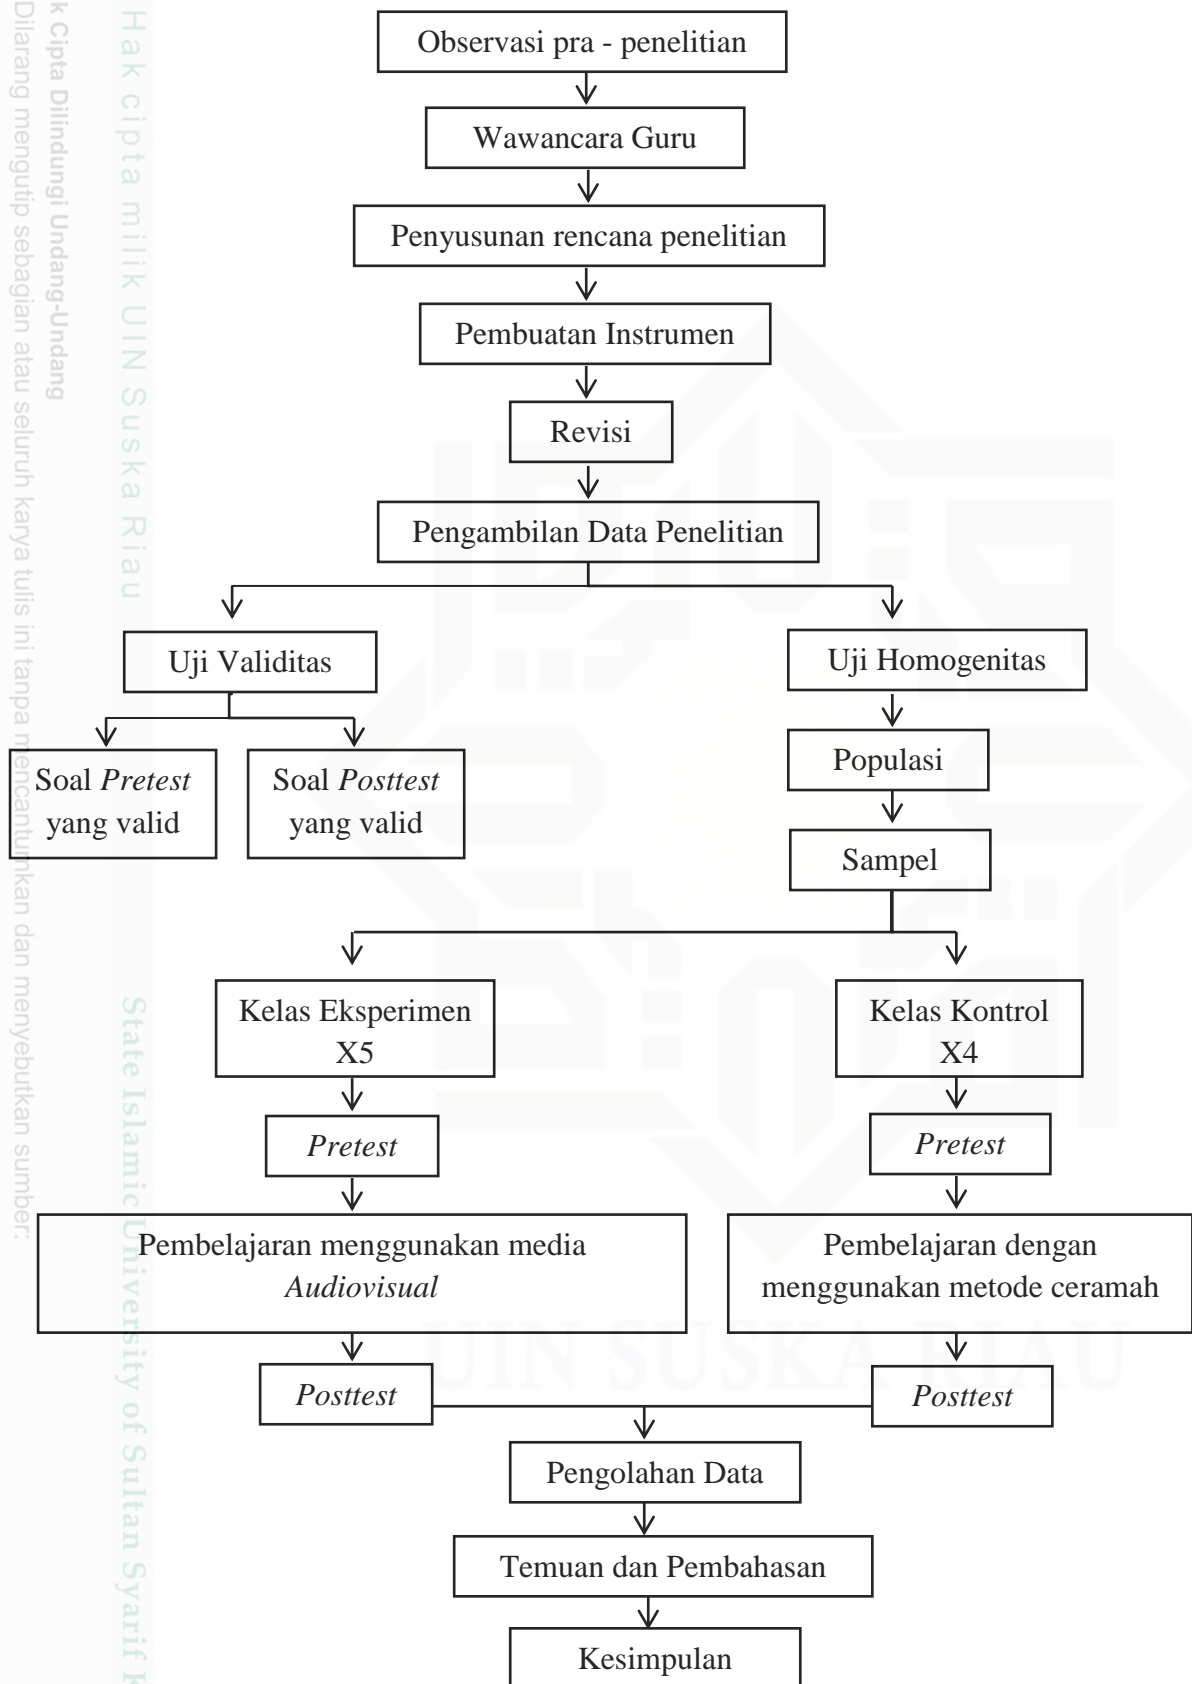 k Cipta Dilindungi Undang-Undang
Dilarang mengutip sebagian atau seluruh karya tulis ini tanpa mencantumkan dan menyebutkan sumber:
Hak cipta milik UIN Suska Riau
State Islamic University of Sultan Syarif K
Observasi pra - penelitian
Wawancara Guru
Penyusunan rencana penelitian
Pembuatan Instrumen
Revisi
Pengambilan Data Penelitian
Uji Validitas
Uji Homogenitas
Soal Pretest
yang valid
Soal Posttest
yang valid
Populasi
Sampel
Kelas Eksperimen
X5
Kelas Kontrol
X4
Pretest
Pretest
Pembelajaran menggunakan media
Audiovisual
Pembelajaran dengan
menggunakan metode ceramah
UIN SUSKA RIAU
Posttest
Posttest
Pengolahan Data
Temuan dan Pembahasan
Kesimpulan